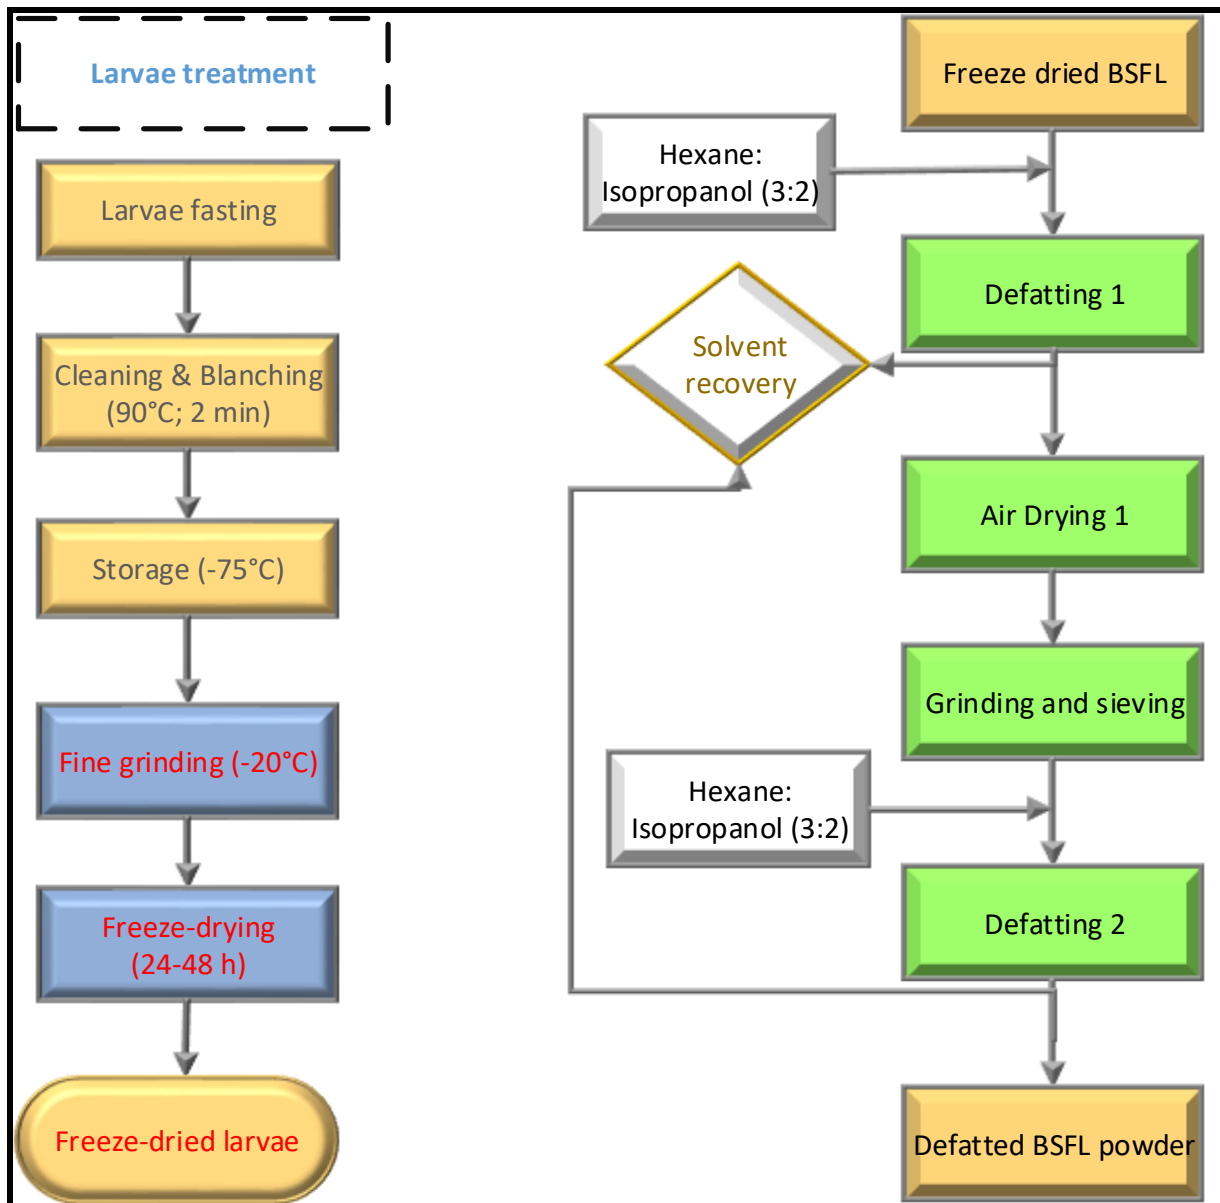 Larvae treatment
Larvae fasting
Cleaning & Blanching
(90°C; 2 min)
Storage (-75°C)
Fine grinding (-20°C)
Freeze-drying
(24-48 h)
Freeze-dried larvae
Freeze dried BSFL
Hexane:
Isopropanol (3:2)
Defatting 1
Solvent
recovery
Air Drying 1
Grinding and sieving
Hexane:
Isopropanol (3:2)
Defatting 2
Defatted BSFL powder